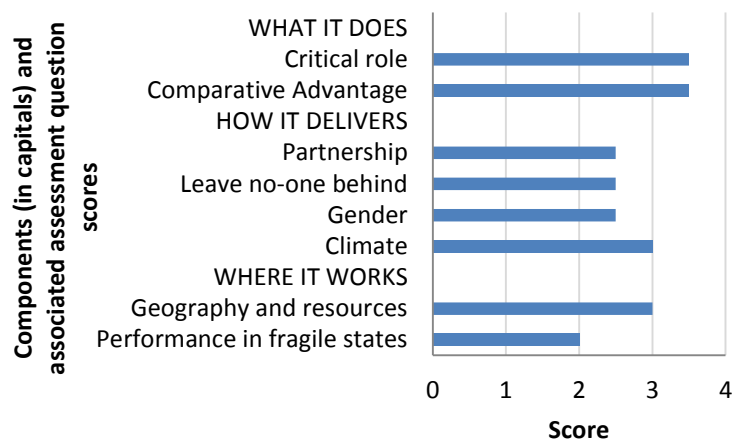 Components (in capitals) and
associated assessment question
scores
WHAT IT DOES
Critical role
Comparative Advantage
HOW IT DELIVERS
Partnership
Leave no-one behind
Gender
Climate
WHERE IT WORKS
Geography and resources
Performance in fragile states
0 1 2 3 4
Score